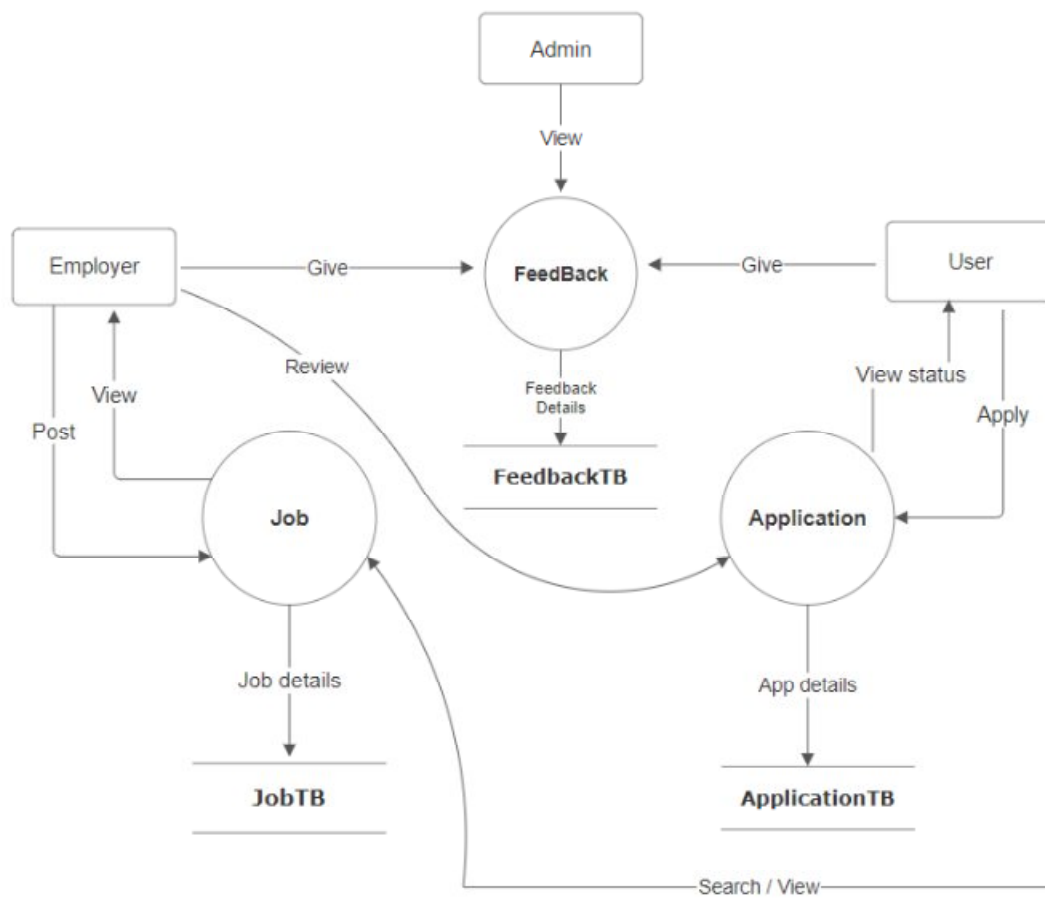 Admin
View
Employer
Give
FeedBack
Give
User
Review
View
Feedback
Details
View status
Post
Apply
FeedbackTB
Job
Application
Job details
App details
JobTB
ApplicationTB
Search / View